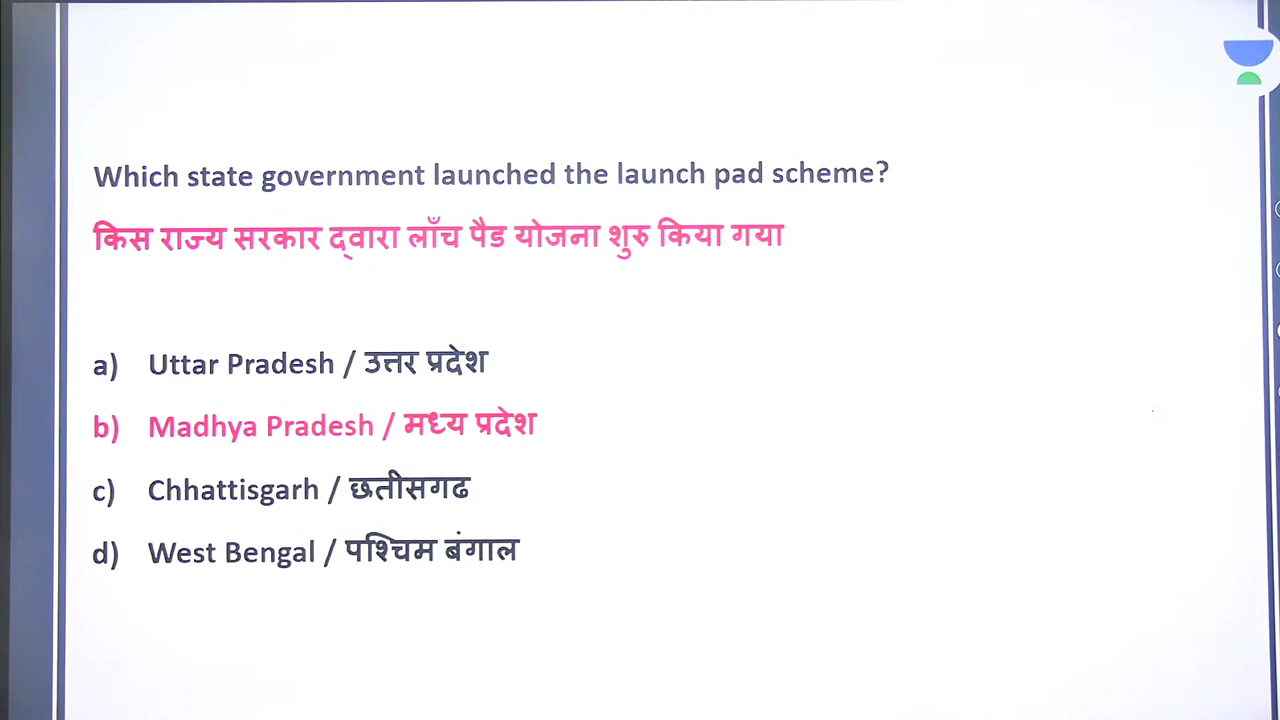 Which state government launched the launch pad scheme?
किस राज्य सरकार द्वारा लाँच पैड योजना शुरु किया गया
a) Uttar Pradesh / उत्तर प्रदेश
b) Madhya Pradesh / मध्य प्रदेश
c) Chhattisgarh / छतीसगढ
d) West Bengal / पश्चिम बंगाल